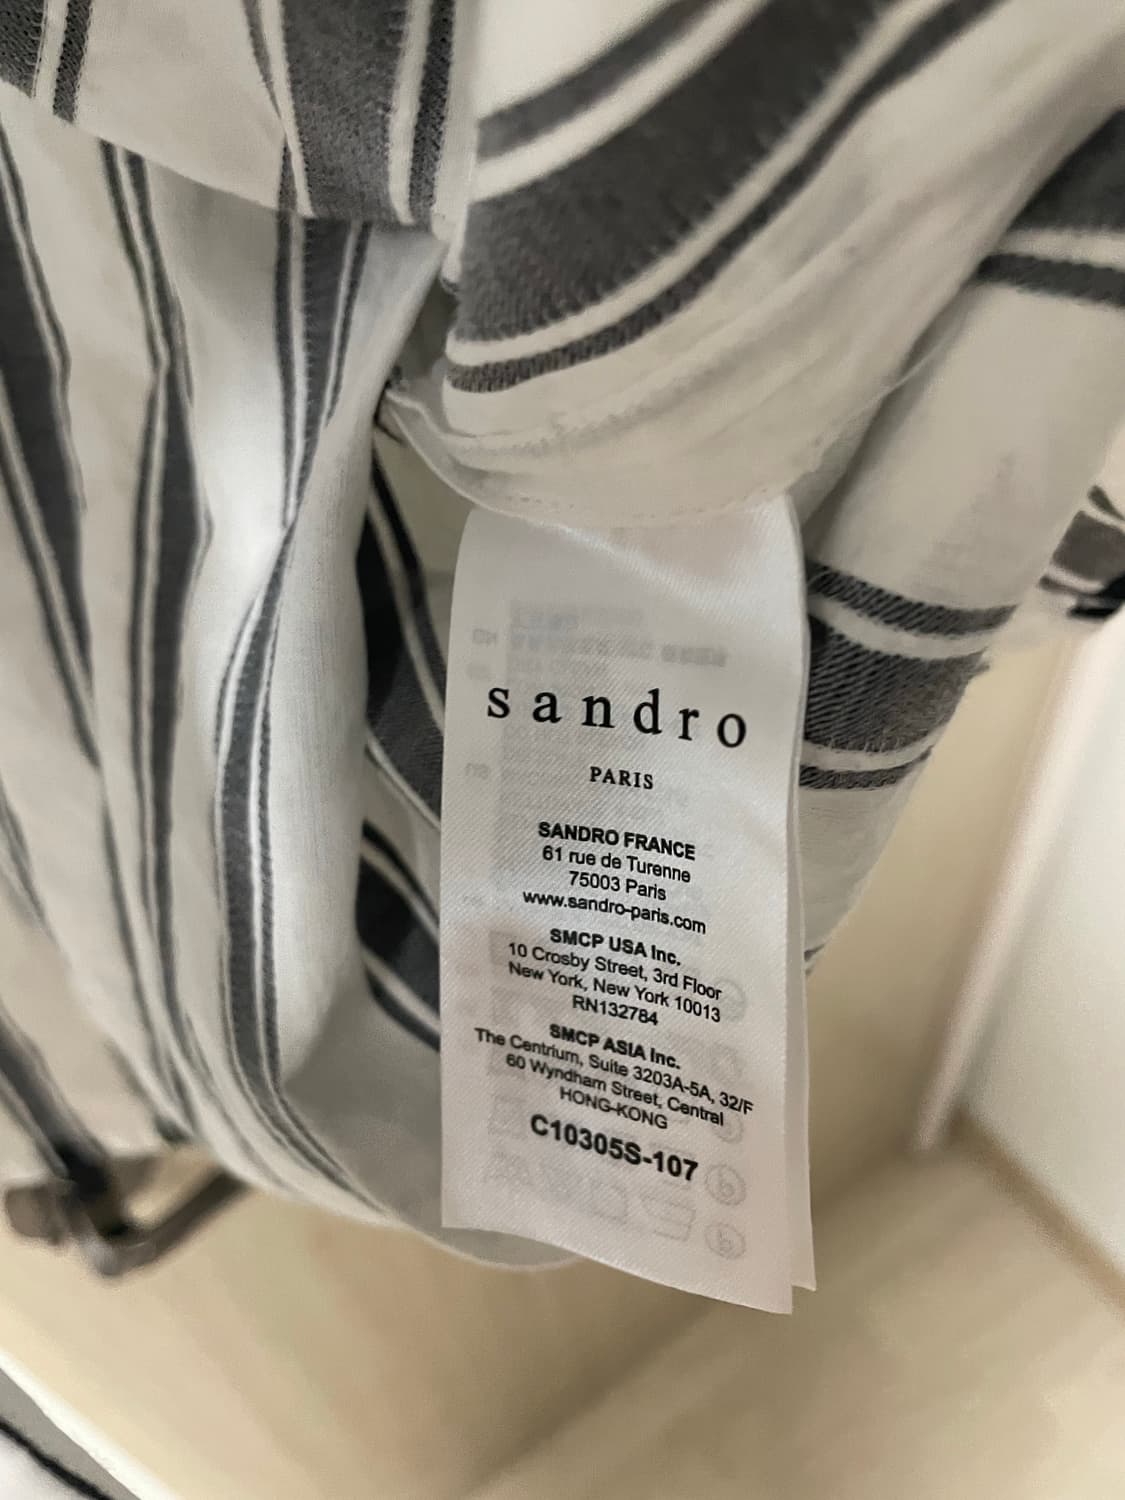 sandro
PARIS
SANDRO FRANCE
61 rue de Turenne
75003 Paris
www.sandro-paris.com
SMCP USA Inc.
10 Crosby Street, 3rd Floor
New York, New York 10013
RN132784
SMCP ASIA Inc.
The Centrium, Suite 3203A-5A, 32/F
60 Wyndham Street, Central
HONG-KONG
C10305S-107